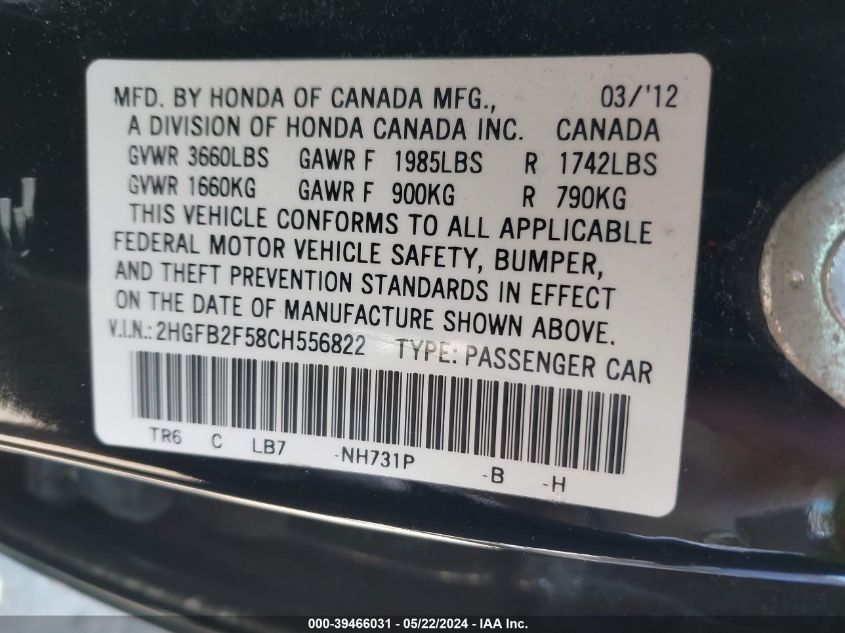 MFD. BY HONDA OF CANADA MFG., 03/'12
A DIVISION OF HONDA CANADA INC. CANADA
GVWR 3660LBS GAWR F 1985LBS R 1742LBS
GVWR 1660KG GAWR F 900KG R 790KG
THIS VEHICLE CONFORMS TO ALL APPLICABLE
FEDERAL MOTOR VEHICLE SAFETY, BUMPER,
AND THEFT PREVENTION STANDARDS IN EFFECT
ON THE DATE OF MANUFACTURE SHOWN ABOVE.
V.I.N.: 2HGFB2F58CH556822 TYPE: PASSENGER CAR
TR6 C LB7 -NH731P -B -H
000-39466031 - 05/22/2024 - IAA Inc.